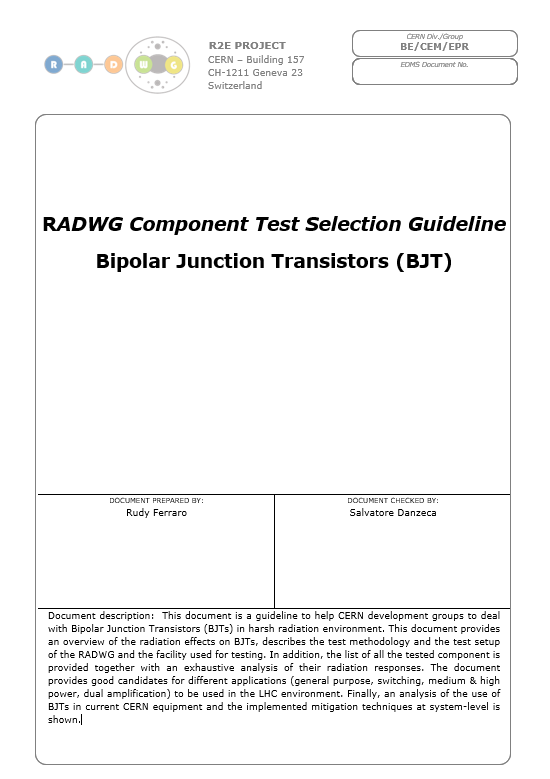 R A D W G
R2E PROJECT
CERN – Building 157
CH-1211 Geneva 23
Switzerland
CERN Div./Group
BE/CEM/EPR
EDMS Document No.
RADWG Component Test Selection Guideline
Bipolar Junction Transistors (BJT)
DOCUMENT PREPARED BY:
Rudy Ferraro
DOCUMENT CHECKED BY:
Salvatore Danzeca
Document description: This document is a guideline to help CERN development groups to deal
with Bipolar Junction Transistors (BJTs) in harsh radiation environment. This document provides
an overview of the radiation effects on BJTs, describes the test methodology and the test setup
of the RADWG and the facility used for testing. In addition, the list of all the tested component is
provided together with an exhaustive analysis of their radiation responses. The document
provides good candidates for different applications (general purpose, switching, medium & high
power, dual amplification) to be used in the LHC environment. Finally, an analysis of the use of
BJTs in current CERN equipment and the implemented mitigation techniques at system-level is
shown.